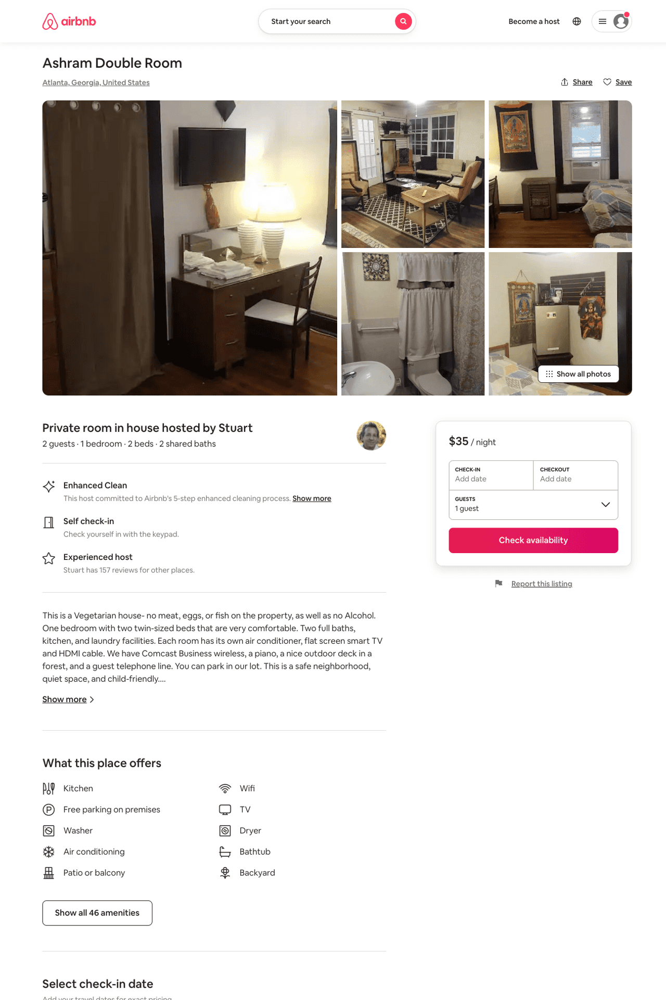 airbnb
Start your search
Become a host
Ashram Double Room
Atlanta, Georgia, United States
Share
Save
Show all photos
Private room in house hosted by Stuart
2 guests · 1 bedroom · 2 beds · 2 shared baths
Enhanced Clean
This host committed to Airbnb's 5-step enhanced cleaning process. Show more
Self check-in
Check yourself in with the keypad.
Experienced host
Stuart has 157 reviews for other places.
$35 / night
CHECK-IN
Add date
CHECKOUT
Add date
GUESTS
1 guest
Check availability
Report this listing
This is a Vegetarian house- no meat, eggs, or fish on the property, as well as no Alcohol.
One bedroom with two twin-sized beds that are very comfortable. Two full baths,
kitchen, and laundry facilities. Each room has its own air conditioner, flat screen smart TV
and HDMI cable. We have Comcast Business wireless, a piano, a nice outdoor deck in a
forest, and a guest telephone line. You can park in our lot. This is a safe neighborhood,
quiet space, and child-friendly....
Show more
What this place offers
Kitchen
Wifi
Free parking on premises
TV
Washer
Dryer
Air conditioning
Bathtub
Patio or balcony
Backyard
Show all 46 amenities
Select check-in date
Add your travel dates for exact pricing